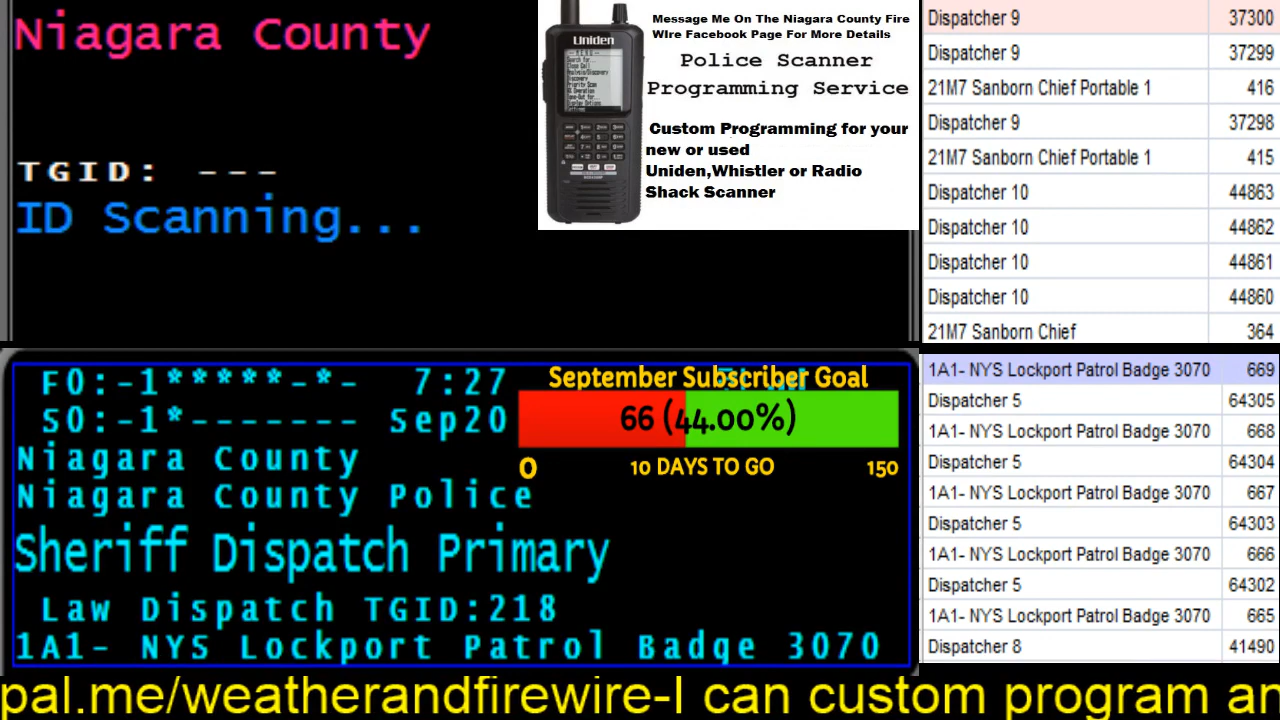 Niagara County
TGID: ---
ID Scanning...
Uniden
Message Me On The Niagara County Fire
WIre Facebook Page For More Details
Police Scanner
Programming Service
Custom Programming for your
new or used
Uniden,Whistler or Radio
Shack Scanner
Dispatcher 9 37300
Dispatcher 9 37299
21M7 Sanborn Chief Portable 1 416
Dispatcher 9 37298
21M7 Sanborn Chief Portable 1 415
Dispatcher 10 44863
Dispatcher 10 44862
Dispatcher 10 44861
Dispatcher 10 44860
21M7 Sanborn Chief 364
F0:-1*****-*- 7:27
S0:-1*------- Sep20
Niagara County
Niagara County Police
Sheriff Dispatch Primary
Law Dispatch TGID:218
1A1- NYS Lockport Patrol Badge 3070
September Subscriber Goal
66 (44.00%)
0 10 DAYS TO GO 150
1A1- NYS Lockport Patrol Badge 3070 669
Dispatcher 5 64305
1A1- NYS Lockport Patrol Badge 3070 668
Dispatcher 5 64304
1A1- NYS Lockport Patrol Badge 3070 667
Dispatcher 5 64303
1A1- NYS Lockport Patrol Badge 3070 666
Dispatcher 5 64302
1A1- NYS Lockport Patrol Badge 3070 665
Dispatcher 8 41490
pal.me/weatherandfirewire-I can custom program an